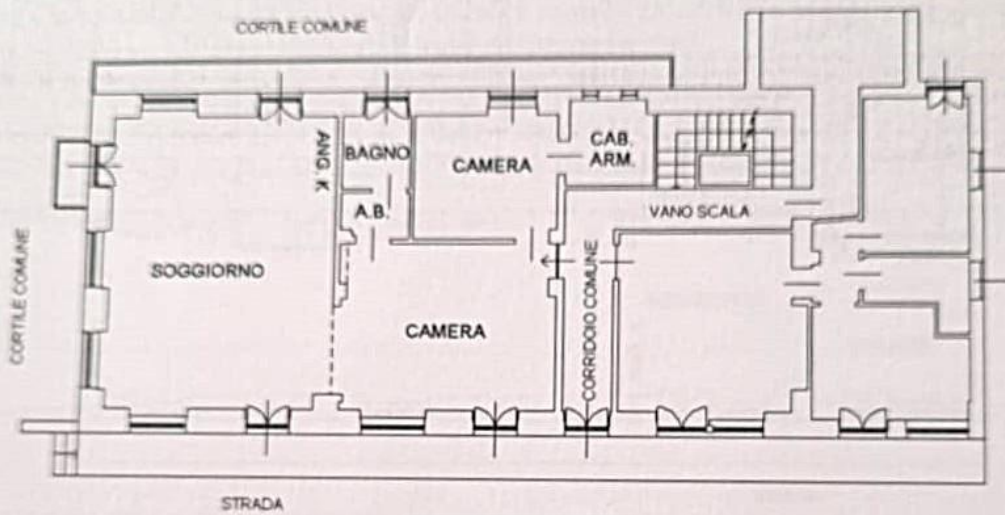 CORTILE COMUNE
ANG. K.
BAGNO
CAMERA
CAB.
ARM.
A.B.
VANO SCALA
CORTILE COMUNE
SOGGIORNO
CAMERA
CORRIDOIO COMUNE
STRADA